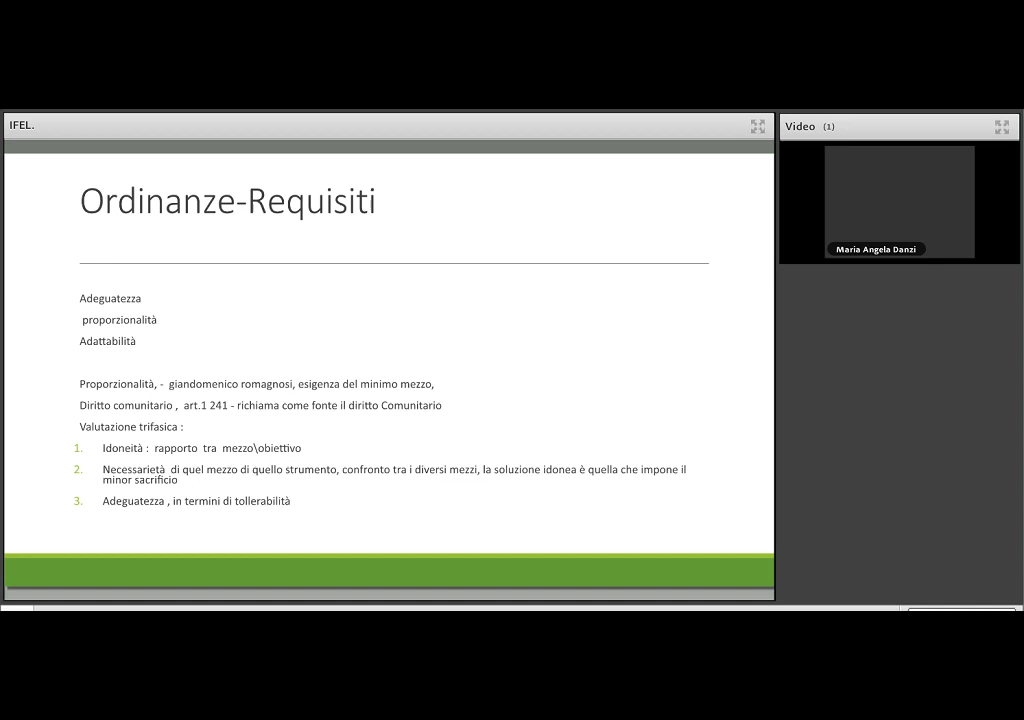 IFEL.
Video (1)
Maria Angela Danzi
Ordinanze-Requisiti
Adeguatezza
proporzionalità
Adattabilità
Proporzionalità, - giandomenico romagnosi, esigenza del minimo mezzo,
Diritto comunitario , art.1 241 - richiama come fonte il diritto Comunitario
Valutazione trifasica :
1. Idoneità : rapporto tra mezzo\obiettivo
2. Necessarietà di quel mezzo di quello strumento, confronto tra i diversi mezzi, la soluzione idonea è quella che impone il
minor sacrificio
3. Adeguatezza , in termini di tollerabilità